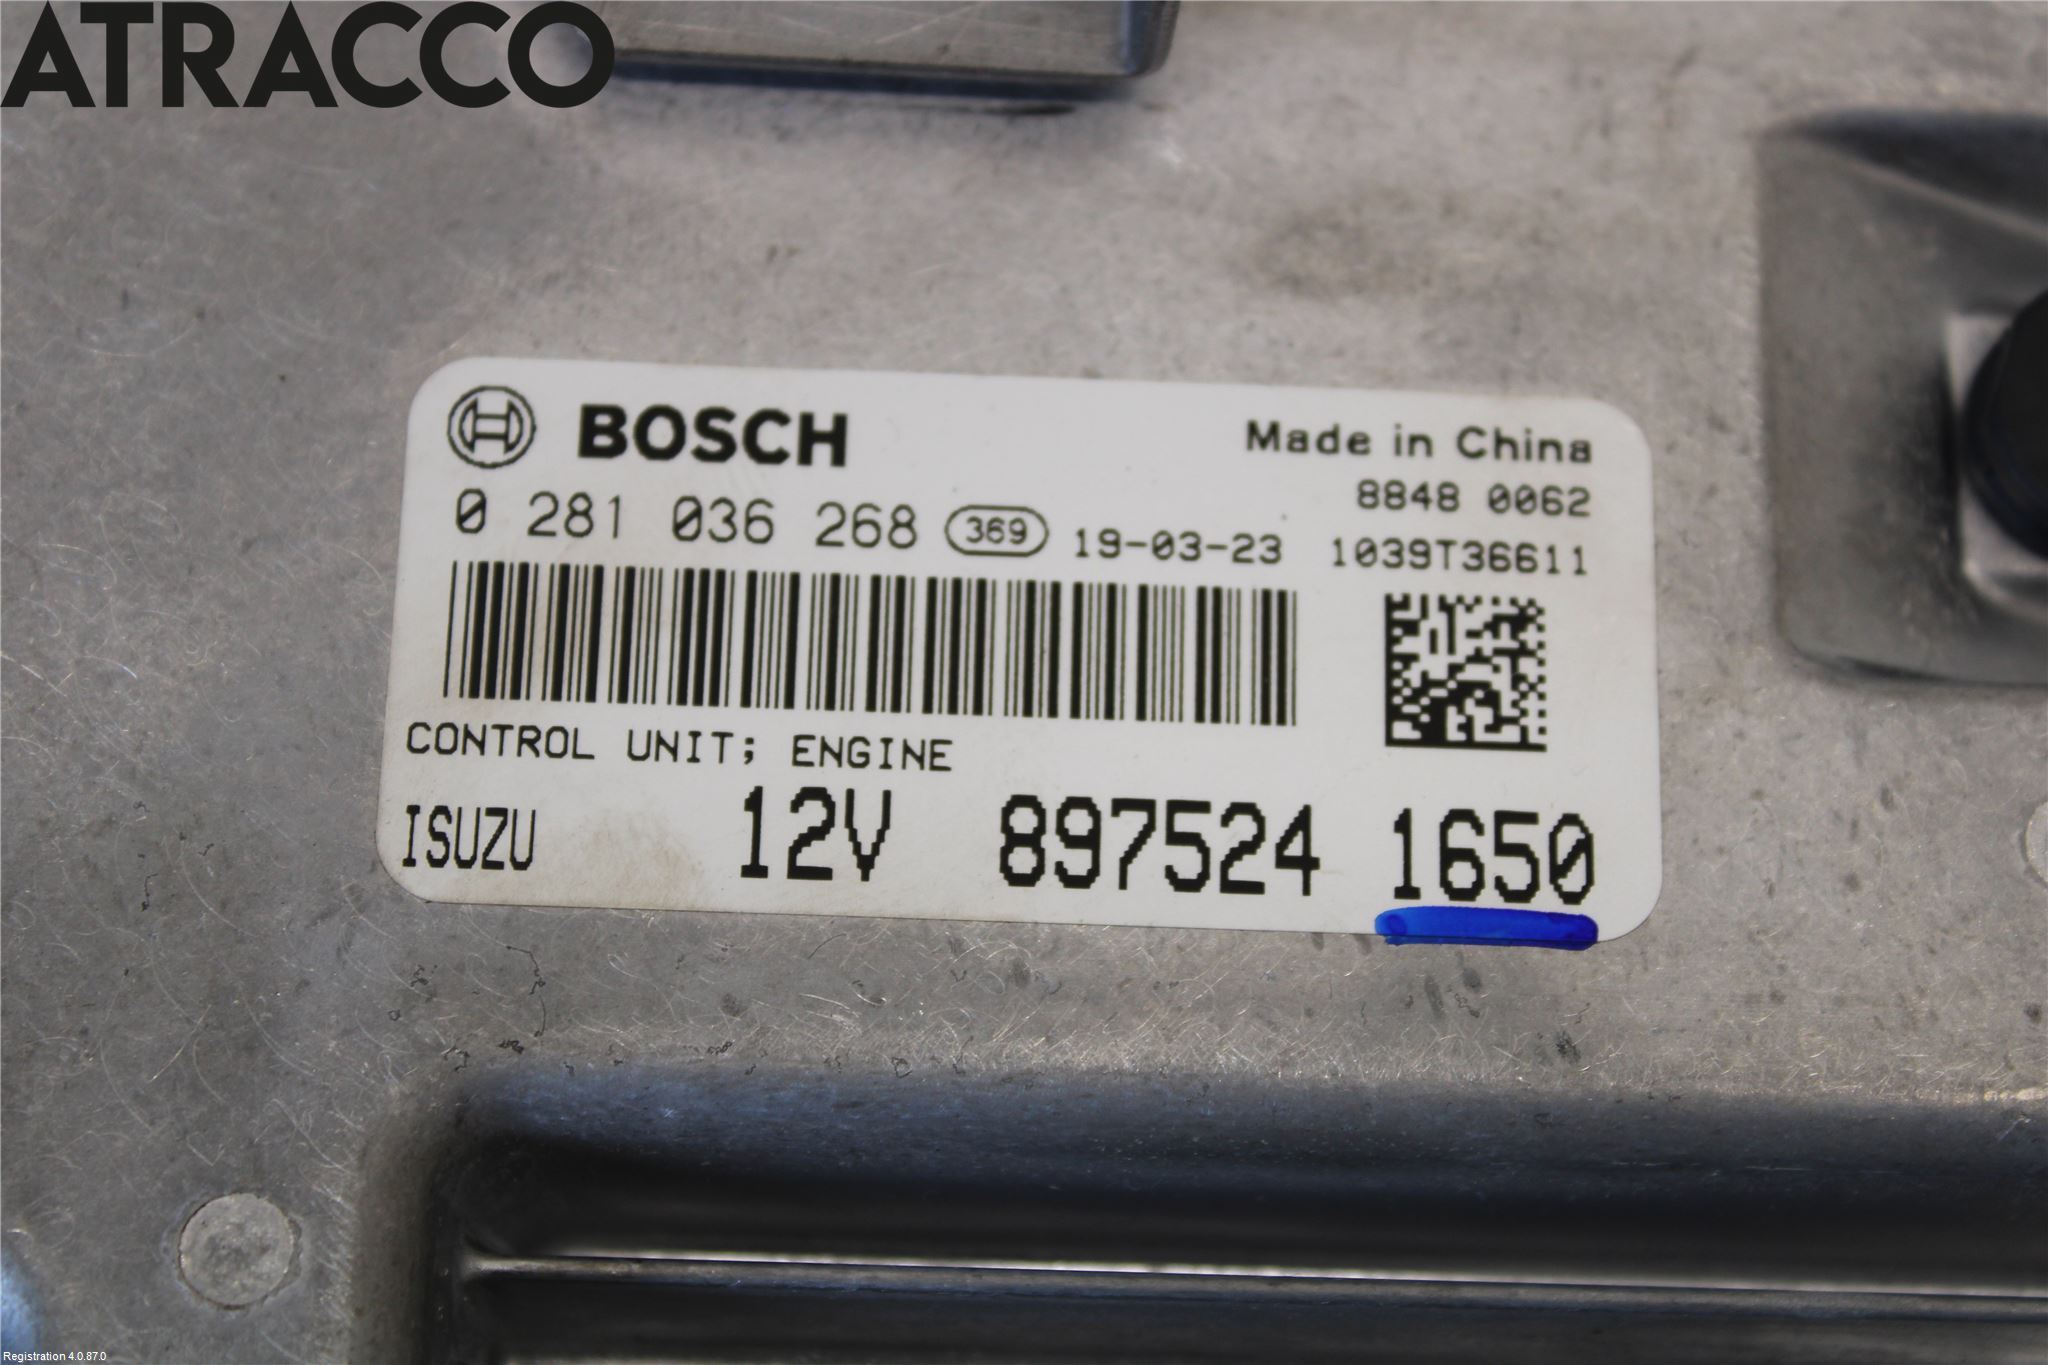 ATRACCO
BOSCH
Made in China
8848 0062
0 281 036 268 369 19-03-23 1039T36611
CONTROL UNIT; ENGINE
ISUZU 12V 897524 1650
Registration 4.0.87.0